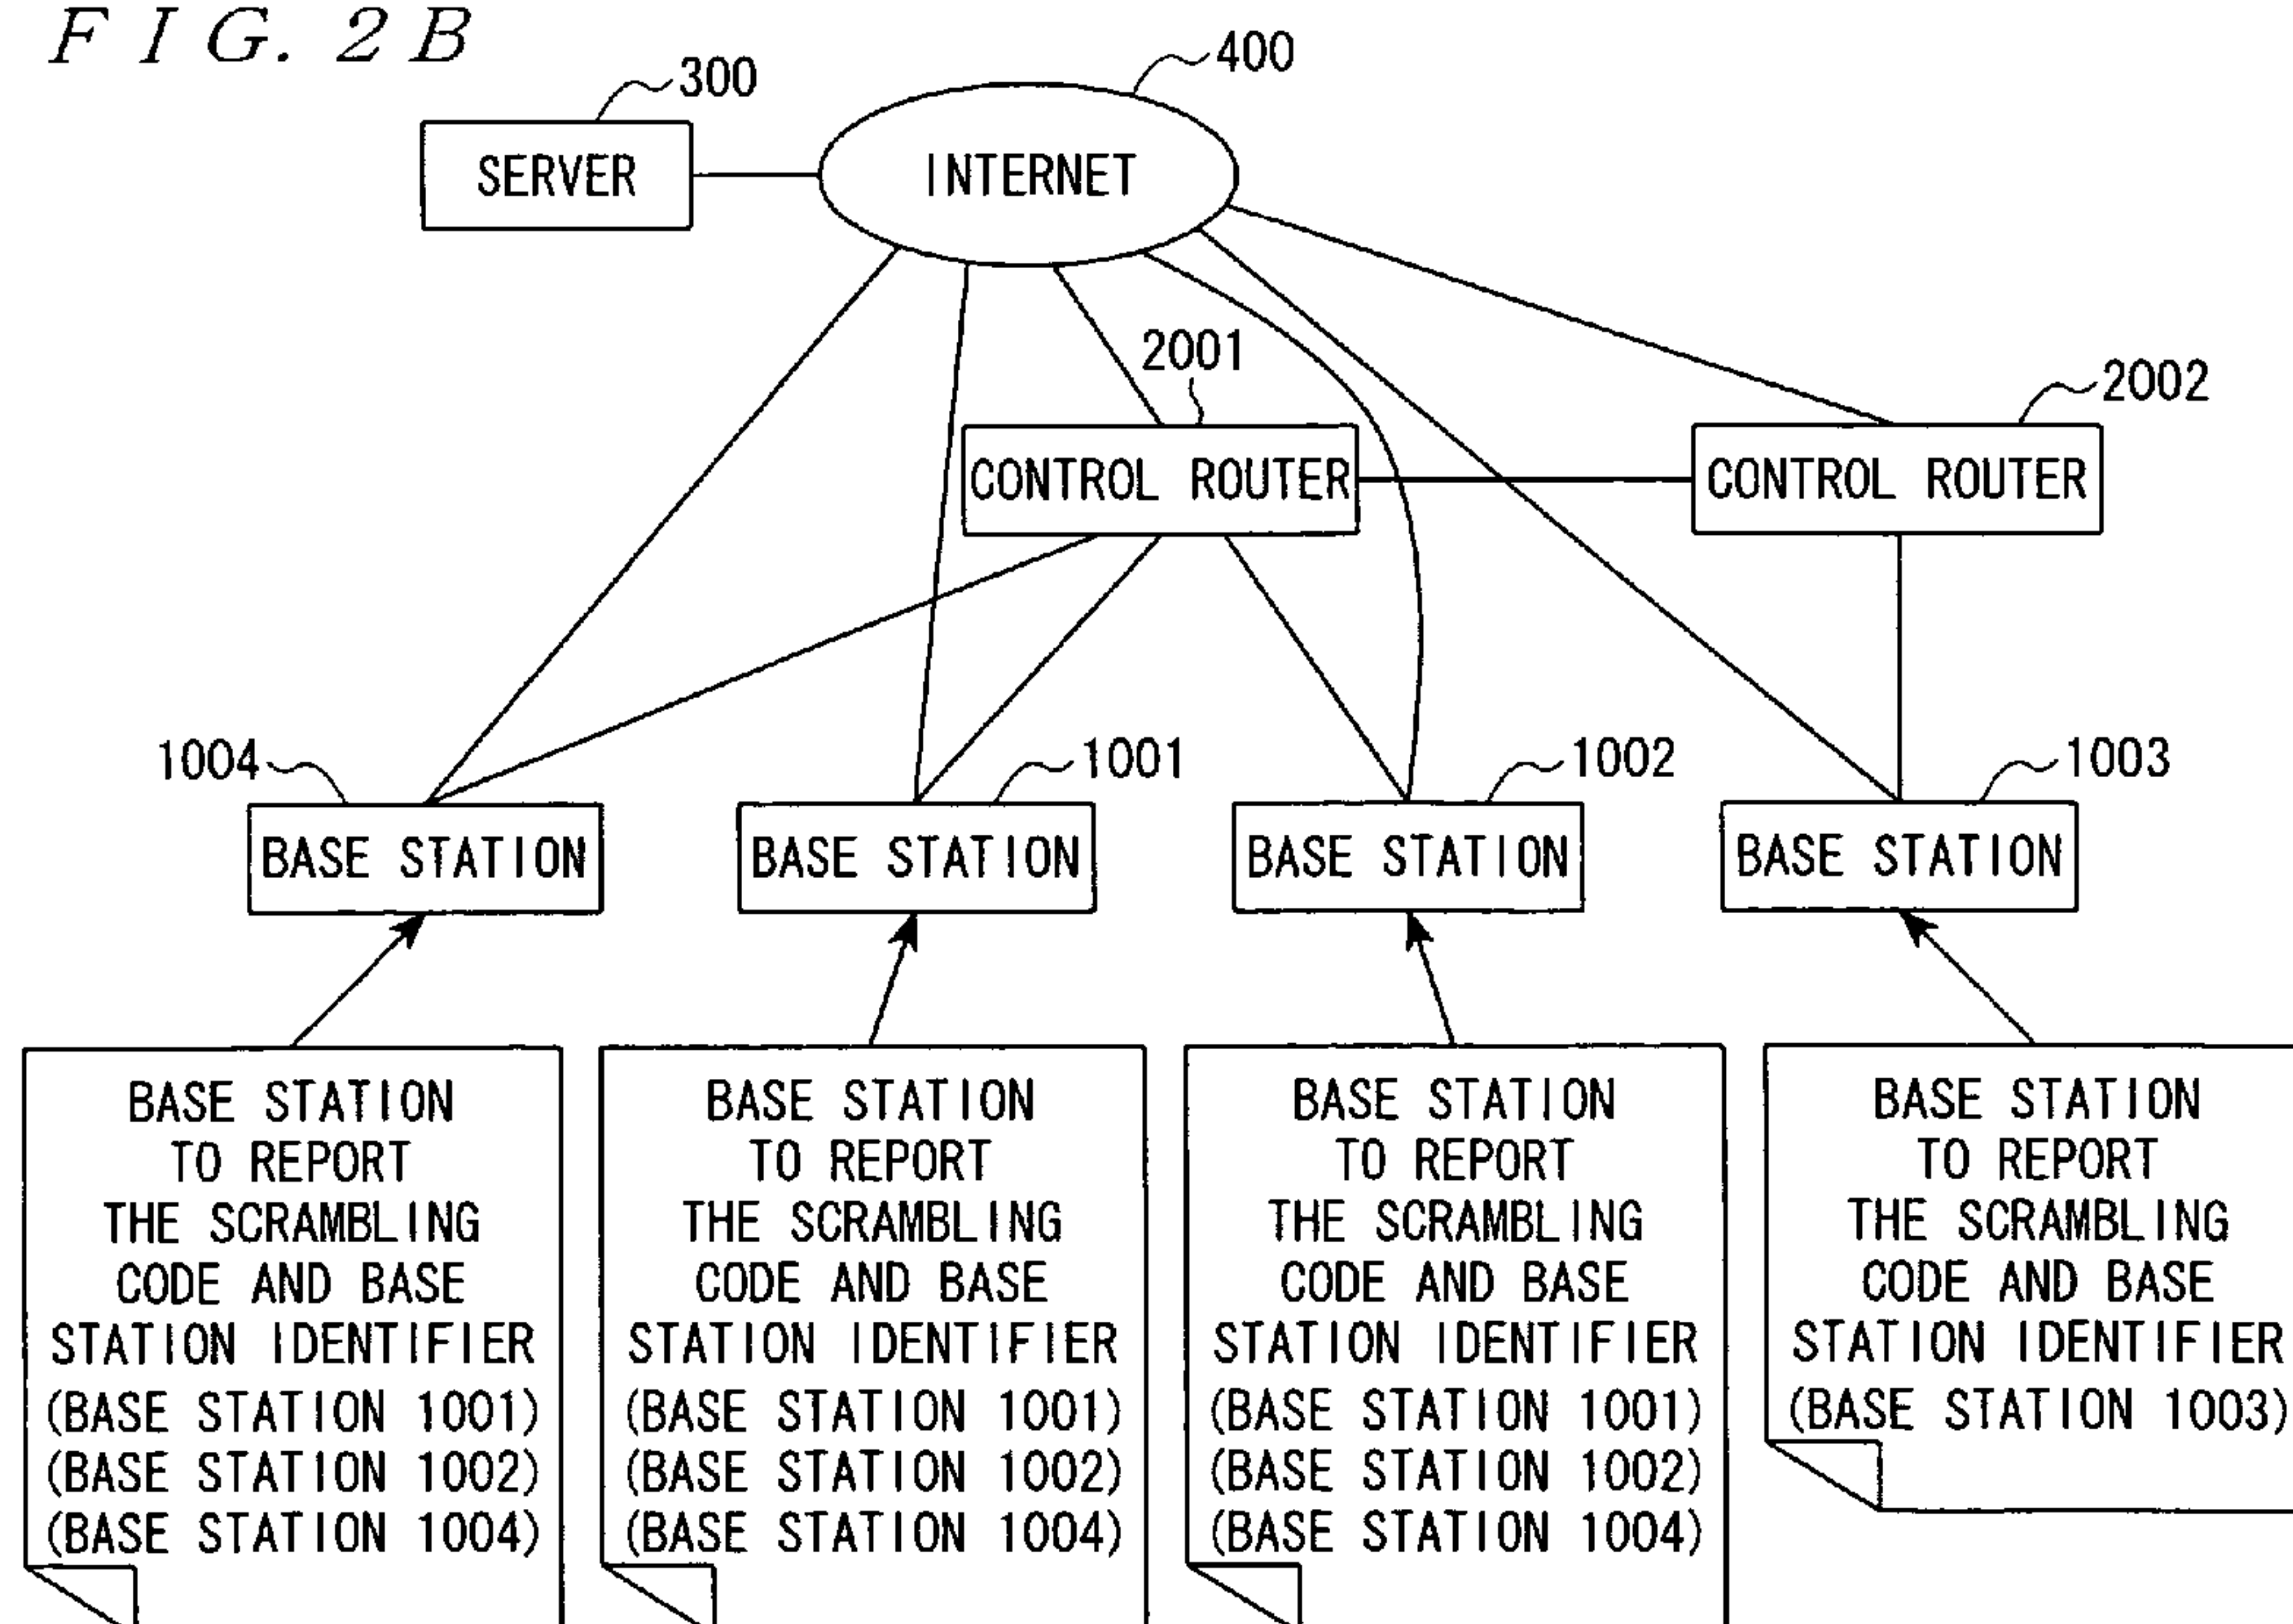 FIG. 2B
300
400
SERVER
INTERNET
2001
2002
CONTROL ROUTER
CONTROL ROUTER
1004
1001
1002
1003
BASE STATION
BASE STATION
BASE STATION
BASE STATION
BASE STATION
TO REPORT
THE SCRAMBLING
CODE AND BASE
STATION IDENTIFIER
(BASE STATION 1001)
(BASE STATION 1002)
(BASE STATION 1004)
BASE STATION
TO REPORT
THE SCRAMBLING
CODE AND BASE
STATION IDENTIFIER
(BASE STATION 1001)
(BASE STATION 1002)
(BASE STATION 1004)
BASE STATION
TO REPORT
THE SCRAMBLING
CODE AND BASE
STATION IDENTIFIER
(BASE STATION 1001)
(BASE STATION 1002)
(BASE STATION 1004)
BASE STATION
TO REPORT
THE SCRAMBLING
CODE AND BASE
STATION IDENTIFIER
(BASE STATION 1003)